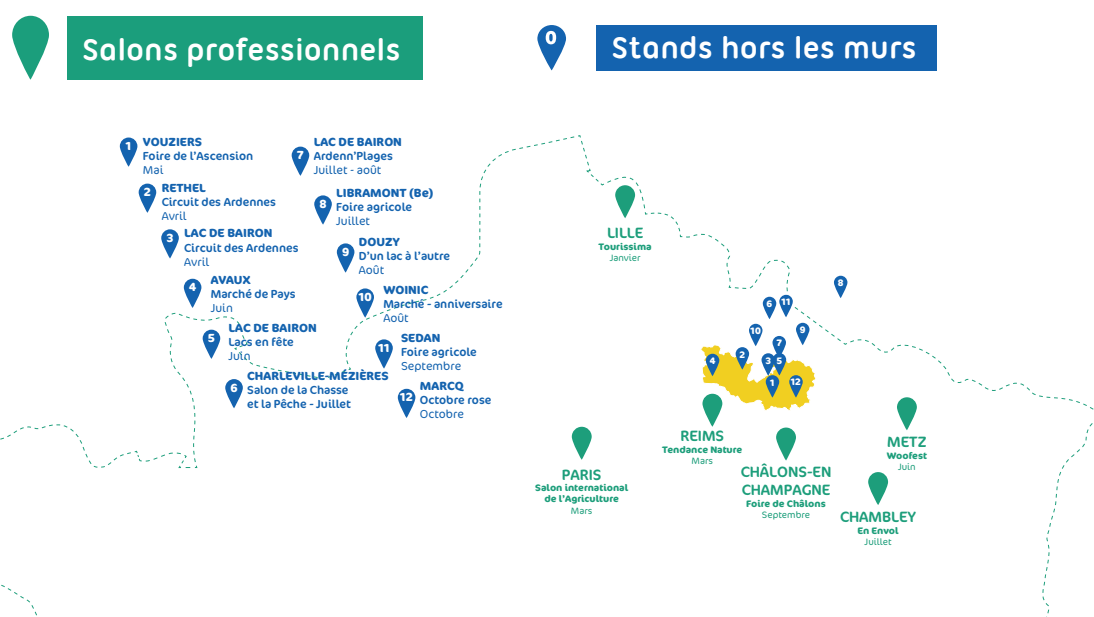 Salons professionnels
0
Stands hors les murs
1
VOUZIERS
Foire de l'Ascension
Mai
2
RETHEL
Circuit des Ardennes
Avril
3
LAC DE BAIRON
Circuit des Ardennes
Avril
4
AVAUX
Marché de Pays
Juin
5
LAC DE BAIRON
Lacs en fête
Juin
6
CHARLEVILLE-MÉZIÈRES
Salon de la Chasse
et la Pêche - Juillet
7
LAC DE BAIRON
Ardenn'Plages
Juillet - août
8
LIBRAMONT (Be)
Foire agricole
Juillet
9
DOUZY
D'un lac à l'autre
Août
10
WOINIC
Marché - anniversaire
Août
11
SEDAN
Foire agricole
Septembre
12
MARCQ
Octobre rose
Octobre
LILLE
Tourissima
Janvier
8
6
11
10
9
7
4
2
3
5
1
12
REIMS
Tendance Nature
Mars
METZ
Woofest
Juin
PARIS
Salon international
de l'Agriculture
Mars
CHÂLONS-EN
CHAMPAGNE
Foire de Châlons
Septembre
CHAMBLEY
En Envol
Juillet